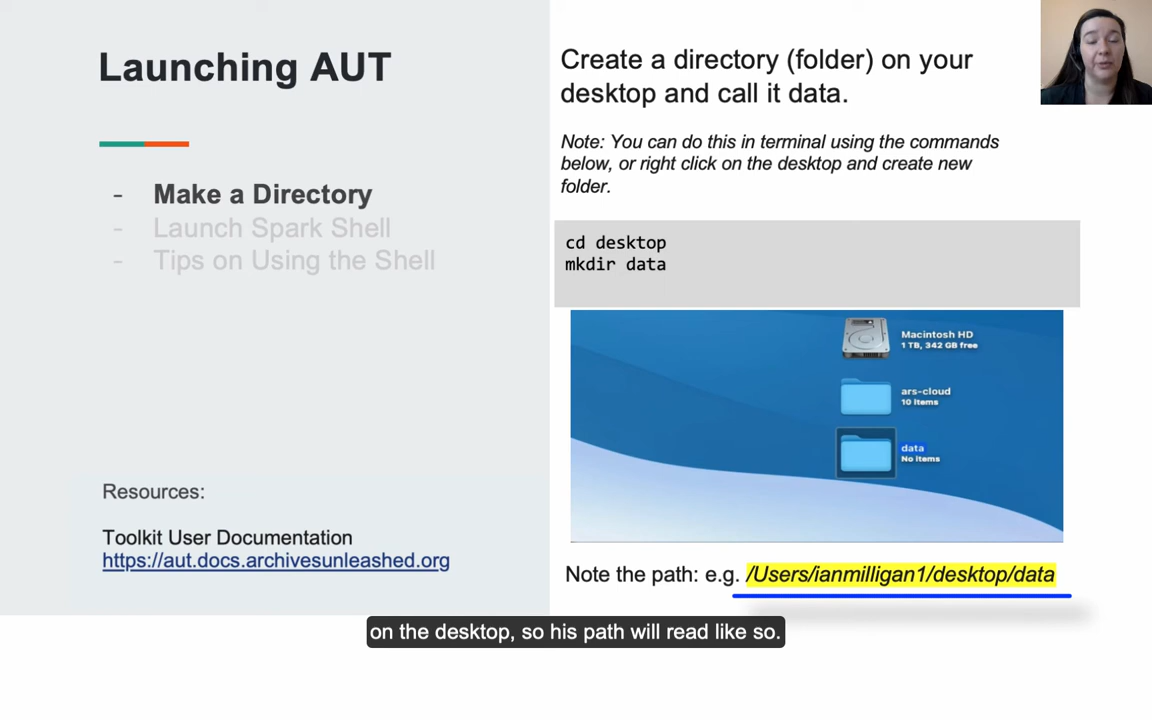 Launching AUT
- Make a Directory
- Launch Spark Shell
- Tips on Using the Shell
Resources:
Toolkit User Documentation
https://aut.docs.archivesunleashed.org
Create a directory (folder) on your
desktop and call it data.
Note: You can do this in terminal using the commands
below, or right click on the desktop and create new
folder.
cd desktop
mkdir data
Macintosh HD
1 TB, 342 GB free
ars-cloud
10 items
data
No items
Note the path: e.g. /Users/ianmilligan1/desktop/data
on the desktop, so his path will read like so.